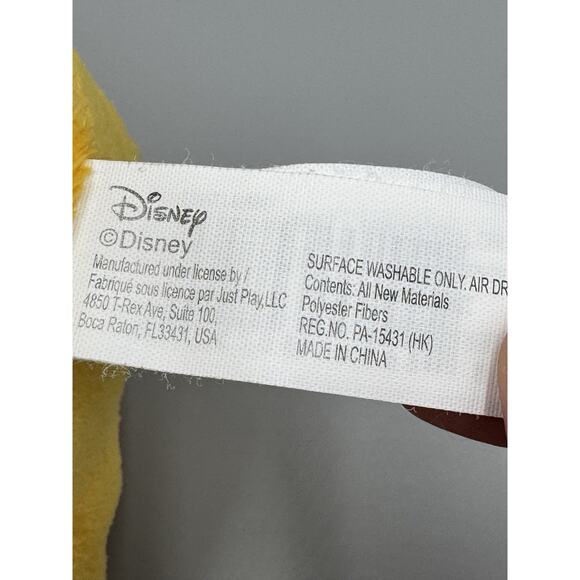 Disney
©Disney
Manufactured under license by /
Fabriqué sous licence par Just Play,LLC
4850 T-Rex Ave, Suite 100,
Boca Raton, FL33431, USA
SURFACE WASHABLE ONLY. AIR DR
Contents: All New Materials
Polyester Fibers
REG.NO. PA-15431 (HK)
MADE IN CHINA